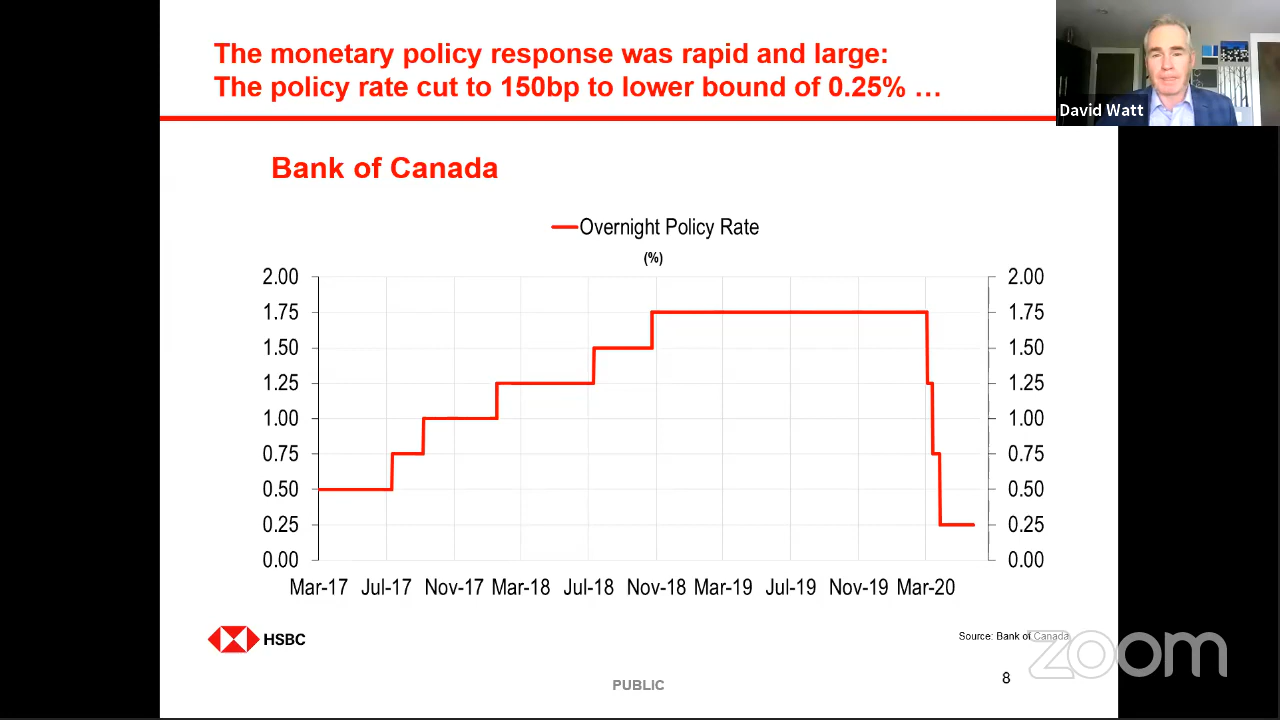 The monetary policy response was rapid and large:
The policy rate cut to 150bp to lower bound of 0.25% …
David Watt
Bank of Canada
Overnight Policy Rate
(%)
2.00 2.00
1.75 1.75
1.50 1.50
1.25 1.25
1.00 1.00
0.75 0.75
0.50 0.50
0.25 0.25
0.00 0.00
Mar-17 Jul-17 Nov-17 Mar-18 Jul-18 Nov-18 Mar-19 Jul-19 Nov-19 Mar-20
HSBC
Source: Bank of Canada
zoom
8
PUBLIC